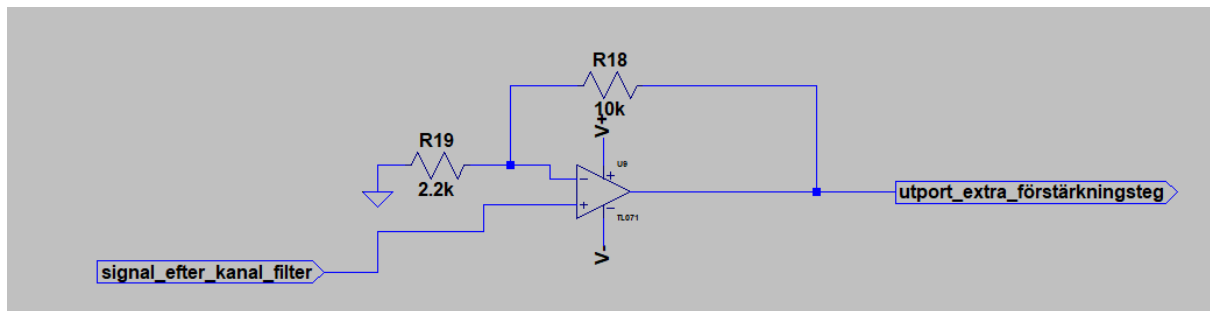 R18
10k
V+
R19
2.2k
U9
TL071
V-
utport_extra_förstärkningsteg
signal_efter_kanal_filter